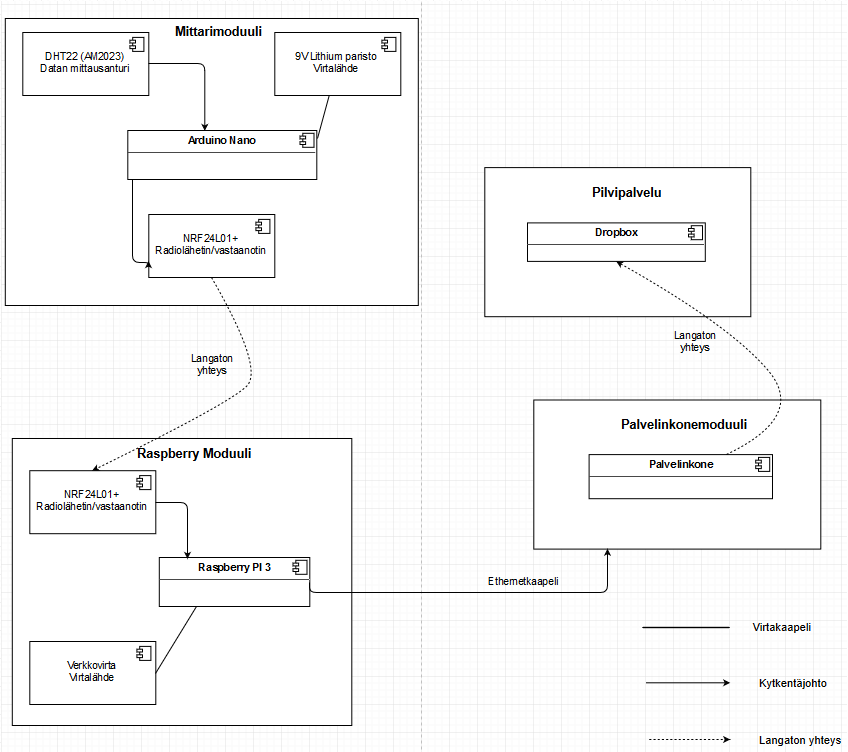 Mittarimoduuli
DHT22 (AM2023)
Datan mittausanturi
9V Lithium paristo
Virtalähde
Arduino Nano
NRF24L01+
Radiolähetin/vastaanotin
Langaton
yhteys
Raspberry Moduuli
NRF24L01+
Radiolähetin/vastaanotin
Raspberry PI 3
Verkkovirta
Virtalähde
Ethernetkaapeli
Pilvipalvelu
Dropbox
Langaton
yhteys
Palvelinkonemoduuli
Palvelinkone
Virtakaapeli
Kytkentäjohto
Langaton yhteys